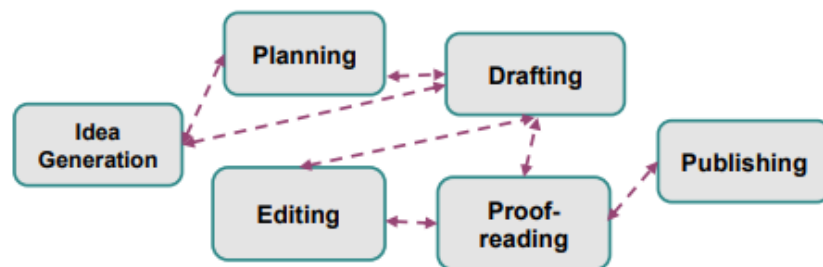 Planning
Drafting
Idea
Generation
Publishing
Editing
Proof-
reading